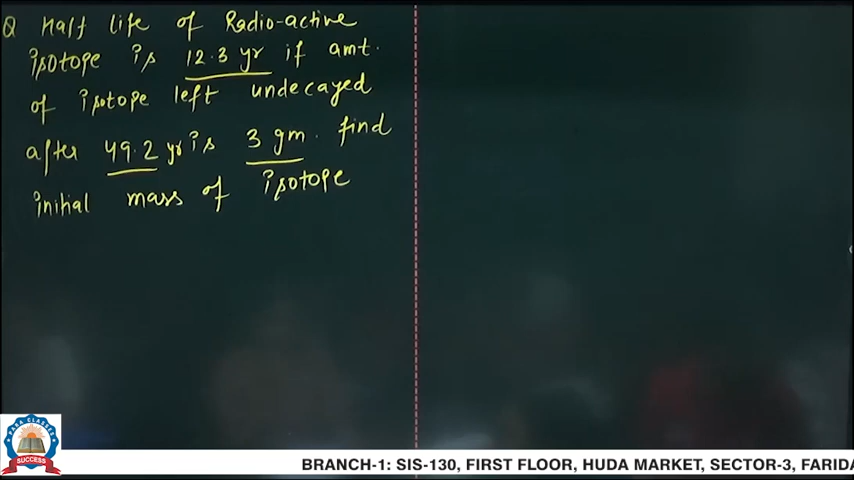 Q Half life of Radio-active
isotope is 12.3 yr if amt.
of isotope left undecayed
after 49.2 yr is 3 gm. find
initial mass of isotope
PARA CLASSES
SUCCESS
BRANCH-1: SIS-130, FIRST FLOOR, HUDA MARKET, SECTOR-3, FARIDA